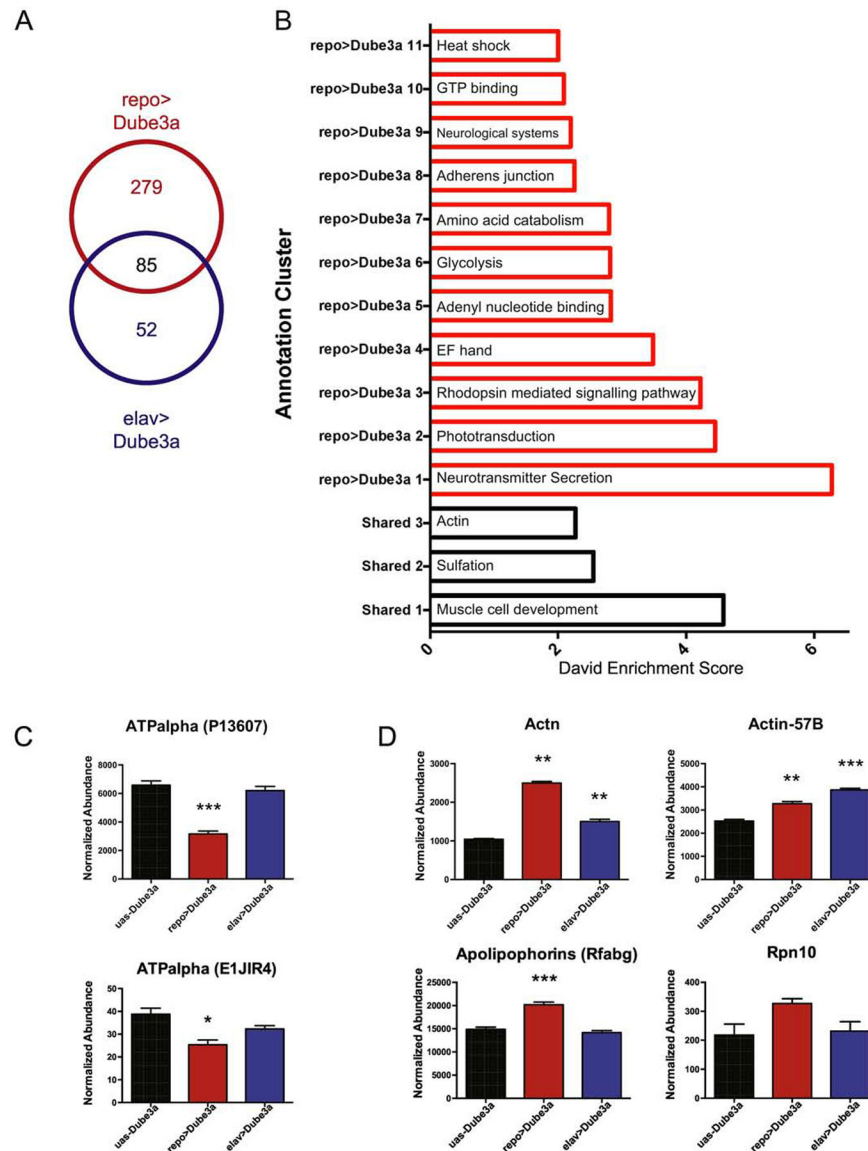 A
repo>
Dube3a
279
85
52
elav>
Dube3a
B
Annotation Cluster
repo>Dube3a 11 Heat shock
repo>Dube3a 10 GTP binding
repo>Dube3a 9 Neurological systems
repo>Dube3a 8 Adherens junction
repo>Dube3a 7 Amino acid catabolism
repo>Dube3a 6 Glycolysis
repo>Dube3a 5 Adenyl nucleotide binding
repo>Dube3a 4 EF hand
repo>Dube3a 3 Rhodopsin mediated signalling pathway
repo>Dube3a 2 Phototransduction
repo>Dube3a 1 Neurotransmitter Secretion
Shared 3 Actin
Shared 2 Sulfation
Shared 1 Muscle cell development
0 2 4 6
David Enrichment Score
C
ATPalpha (P13607)
Normalized Abundance
8000
6000
4000
2000
0
***
uas-Dube3a repo>Dube3a elav>Dube3a
ATPalpha (E1JIR4)
Normalized Abundance
50
40
30
20
10
0
*
uas-Dube3a repo>Dube3a elav>Dube3a
D
Actn
Normalized Abundance
3000
2000
1000
0
**
**
uas-Dube3a repo>Dube3a elav>Dube3a
Actin-57B
Normalized Abundance
5000
4000
3000
2000
1000
0
**
***
uas-Dube3a repo>Dube3a elav>Dube3a
Apolipophorins (Rfabg)
Normalized Abundance
25000
20000
15000
10000
5000
0
***
uas-Dube3a repo>Dube3a elav>Dube3a
Rpn10
Normalized Abundance
400
300
200
100
0
uas-Dube3a repo>Dube3a elav>Dube3a